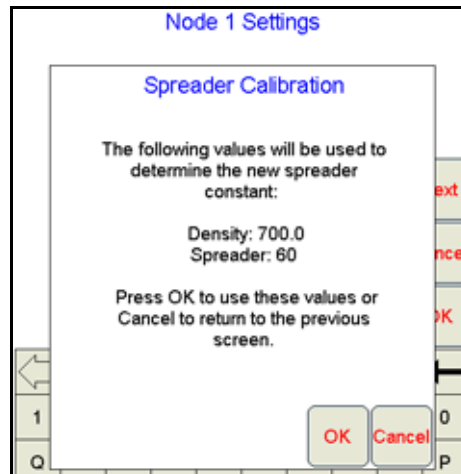 Node 1 Settings
Spreader Calibration
The following values will be used to
determine the new spreader
constant:
Density: 700.0
Spreader: 60
Press OK to use these values or
Cancel to return to the previous
screen.
OK
Cancel
1
0
Q
P